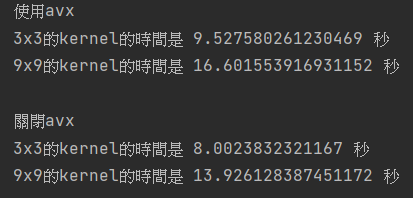 使用avx
3x3的kernel的時間是 9.527580261230469 秒
9x9的kernel的時間是 16.601553916931152 秒
關閉avx
3x3的kernel的時間是 8.0023832321167 秒
9x9的kernel的時間是 13.926128387451172 秒